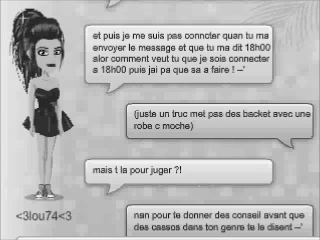 et puis je me suis pas conncter quan tu ma
envoyer le message et que tu ma dit 18h00
alor comment veut tu que je sois connecter
a 18h00 puis jai pa que sa a faire ! --'
(juste un truc met pas des backet avec une
robe c moche)
mais t la pour juger ?!
<3lou74<3
nan pour te donner des conseil avant que
des cassos dans ton genre te le disent --'